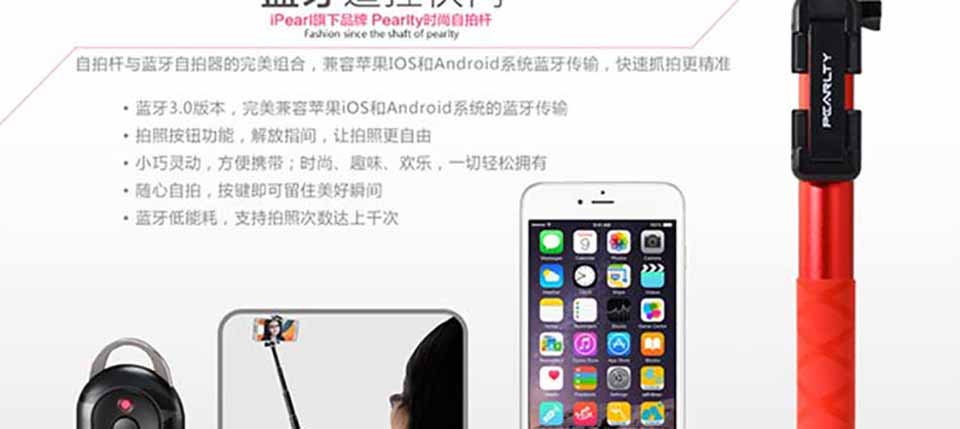 iPearl旗下品牌 Pearlty时尚自拍杆
Fashion since the shaft of pearlty
自拍杆与蓝牙自拍器的完美组合，兼容苹果IOS和Android系统蓝牙传输，快速抓拍更精准
• 蓝牙3.0版本，完美兼容苹果iOS和Android系统的蓝牙传输
• 拍照按钮功能，解放指间，让拍照更自由
• 小巧灵动，方便携带；时尚、趣味、欢乐，一切轻松拥有
• 随心自拍，按键即可留住美好瞬间
• 蓝牙低能耗，支持拍照次数达上千次
PEARLTY
9